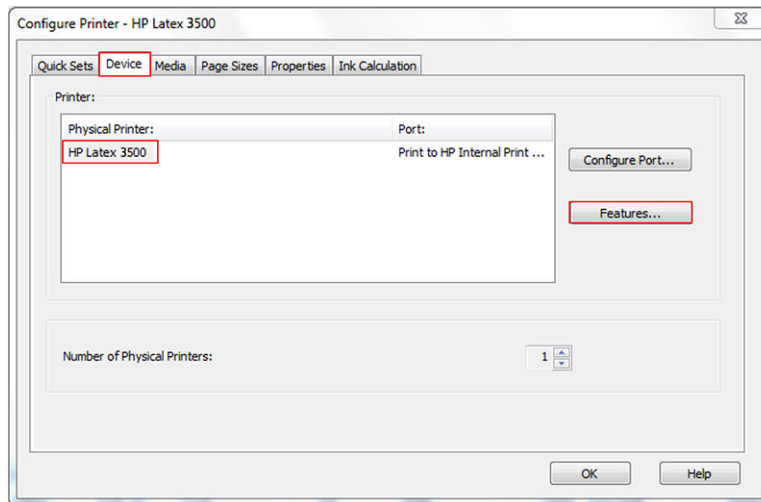 Configure Printer - HP Latex 3500
Quick Sets Device Media Page Sizes Properties Ink Calculation
Printer:
Physical Printer: Port:
HP Latex 3500 Print to HP Internal Print ...
Configure Port...
Features...
Number of Physical Printers: 1
OK Help